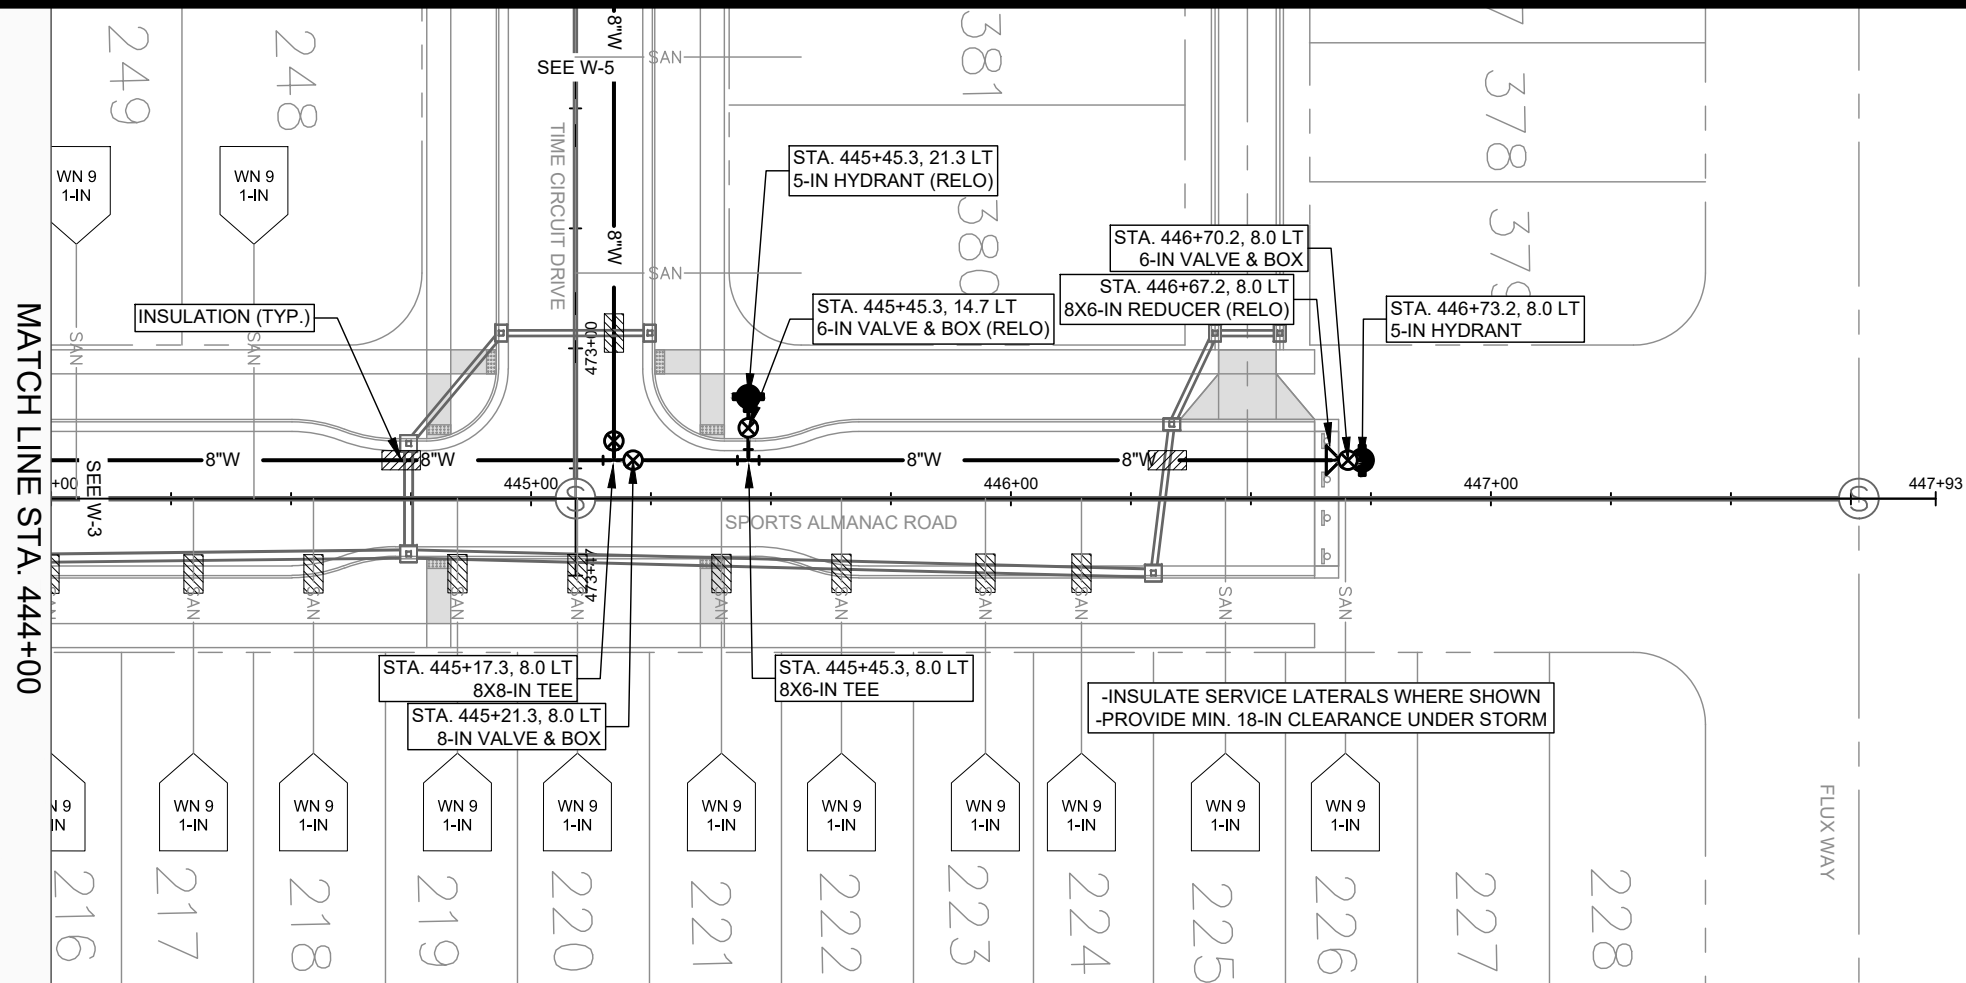 249
248
381
378
380
379
8"W
SEE W-5
SAN
TIME CIRCUIT DRIVE
8"W
SAN
WN 9
1-IN
WN 9
1-IN
STA. 445+45.3, 21.3 LT
5-IN HYDRANT (RELO)
STA. 446+70.2, 8.0 LT
6-IN VALVE & BOX
STA. 446+67.2, 8.0 LT
8X6-IN REDUCER (RELO)
STA. 446+73.2, 8.0 LT
5-IN HYDRANT
STA. 445+45.3, 14.7 LT
6-IN VALVE & BOX (RELO)
INSULATION (TYP.)
SAN
SAN
473+00
MATCH LINE STA. 444+00
SEE W-3
8"W
8"W
8"W
8"W
+00
445+00
446+00
447+00
447+93
SPORTS ALMANAC ROAD
473+47
SAN
SAN
SAN
SAN
SAN
SAN
SAN
SAN
SAN
SAN
SAN
STA. 445+17.3, 8.0 LT
8X8-IN TEE
STA. 445+21.3, 8.0 LT
8-IN VALVE & BOX
STA. 445+45.3, 8.0 LT
8X6-IN TEE
-INSULATE SERVICE LATERALS WHERE SHOWN
-PROVIDE MIN. 18-IN CLEARANCE UNDER STORM
N 9
IN
WN 9
1-IN
WN 9
1-IN
WN 9
1-IN
WN 9
1-IN
WN 9
1-IN
WN 9
1-IN
WN 9
1-IN
WN 9
1-IN
WN 9
1-IN
WN 9
1-IN
FLUX WAY
216
217
218
219
220
221
222
223
224
225
226
227
228